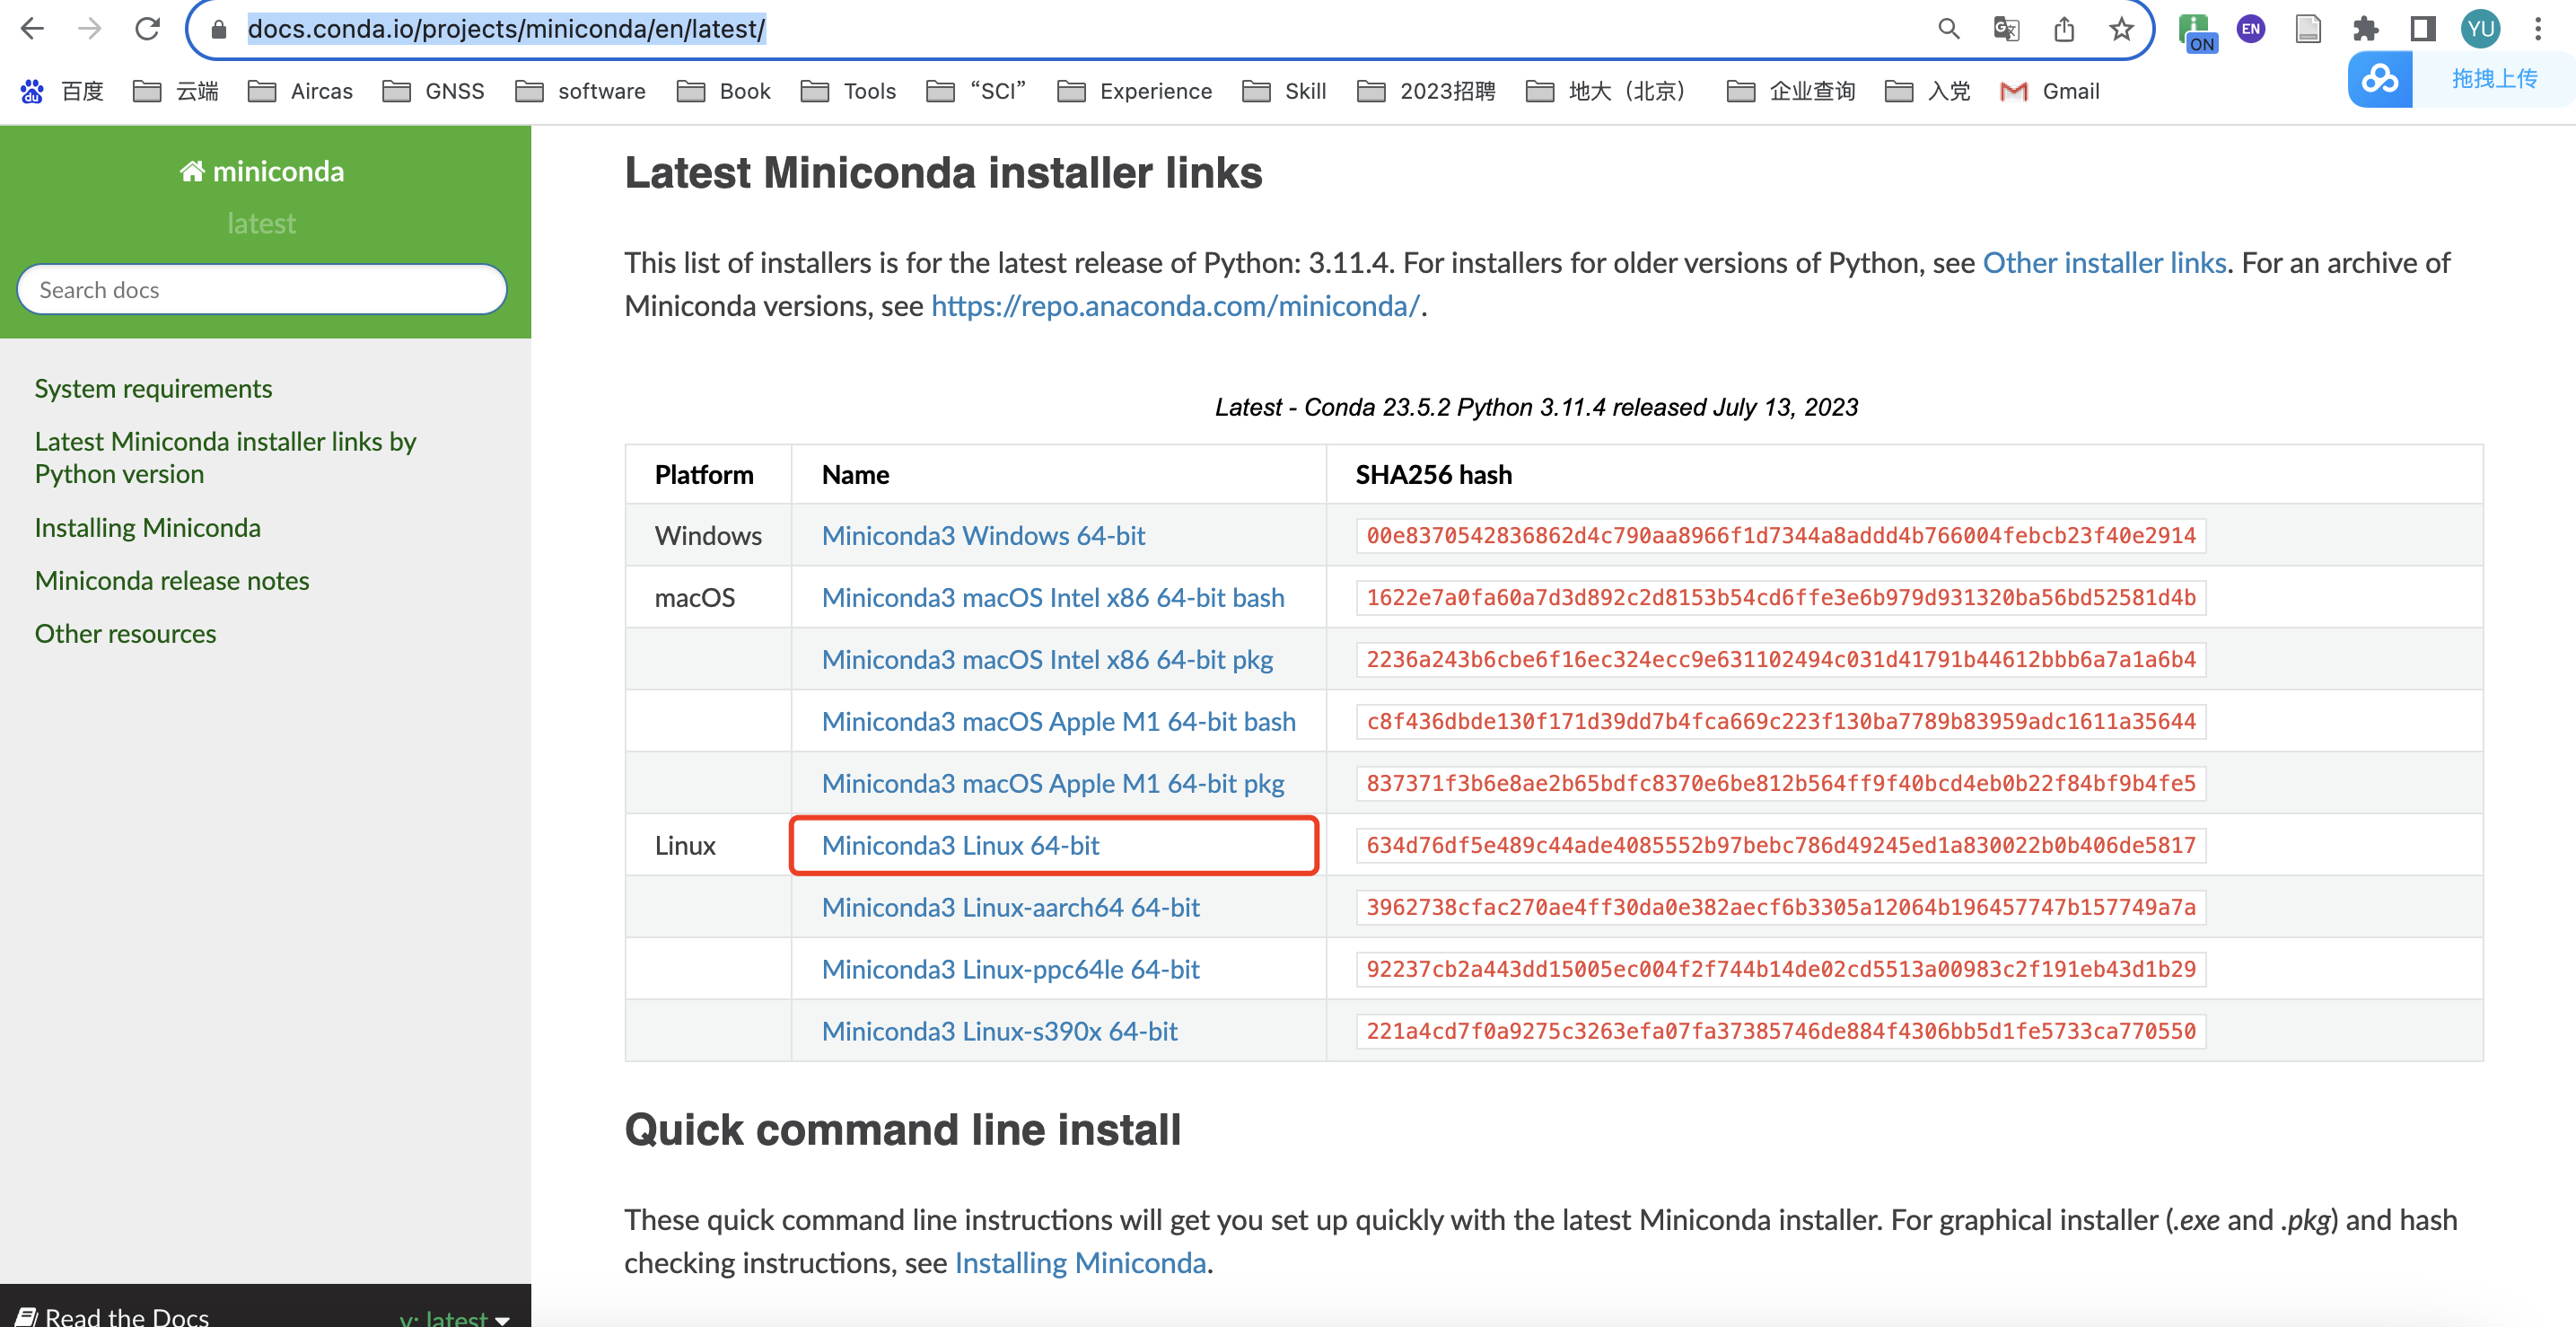 docs.conda.io/projects/miniconda/en/latest/
ON
EN
YU
百度 云端 Aircas GNSS software Book Tools “SCI” Experience Skill 2023招聘 地大（北京） 企业查询 入党 Gmail
拖拽上传
miniconda
latest
Search docs
System requirements
Latest Miniconda installer links by
Python version
Installing Miniconda
Miniconda release notes
Other resources
Read the Docs
v: latest
Latest Miniconda installer links
This list of installers is for the latest release of Python: 3.11.4. For installers for older versions of Python, see Other installer links. For an archive of
Miniconda versions, see https://repo.anaconda.com/miniconda/.
Latest - Conda 23.5.2 Python 3.11.4 released July 13, 2023
Platform Name SHA256 hash
Windows Miniconda3 Windows 64-bit 00e8370542836862d4c790aa8966f1d7344a8addd4b766004febcb23f40e2914
macOS Miniconda3 macOS Intel x86 64-bit bash 1622e7a0fa60a7d3d892c2d8153b54cd6ffe3e6b979d931320ba56bd52581d4b
Miniconda3 macOS Intel x86 64-bit pkg 2236a243b6cbe6f16ec324ecc9e631102494c031d41791b44612bbb6a7a1a6b4
Miniconda3 macOS Apple M1 64-bit bash c8f436dbde130f171d39dd7b4fca669c223f130ba7789b83959adc1611a35644
Miniconda3 macOS Apple M1 64-bit pkg 837371f3b6e8ae2b65bdfc8370e6be812b564ff9f40bcd4eb0b22f84bf9b4fe5
Linux Miniconda3 Linux 64-bit 634d76df5e489c44ade4085552b97bebc786d49245ed1a830022b0b406de5817
Miniconda3 Linux-aarch64 64-bit 3962738cfac270ae4ff30da0e382aecf6b3305a12064b196457747b157749a7a
Miniconda3 Linux-ppc64le 64-bit 92237cb2a443dd15005ec004f2f744b14de02cd5513a00983c2f191eb43d1b29
Miniconda3 Linux-s390x 64-bit 221a4cd7f0a9275c3263efa07fa37385746de884f4306bb5d1fe5733ca770550
Quick command line install
These quick command line instructions will get you set up quickly with the latest Miniconda installer. For graphical installer (.exe and .pkg) and hash
checking instructions, see Installing Miniconda.